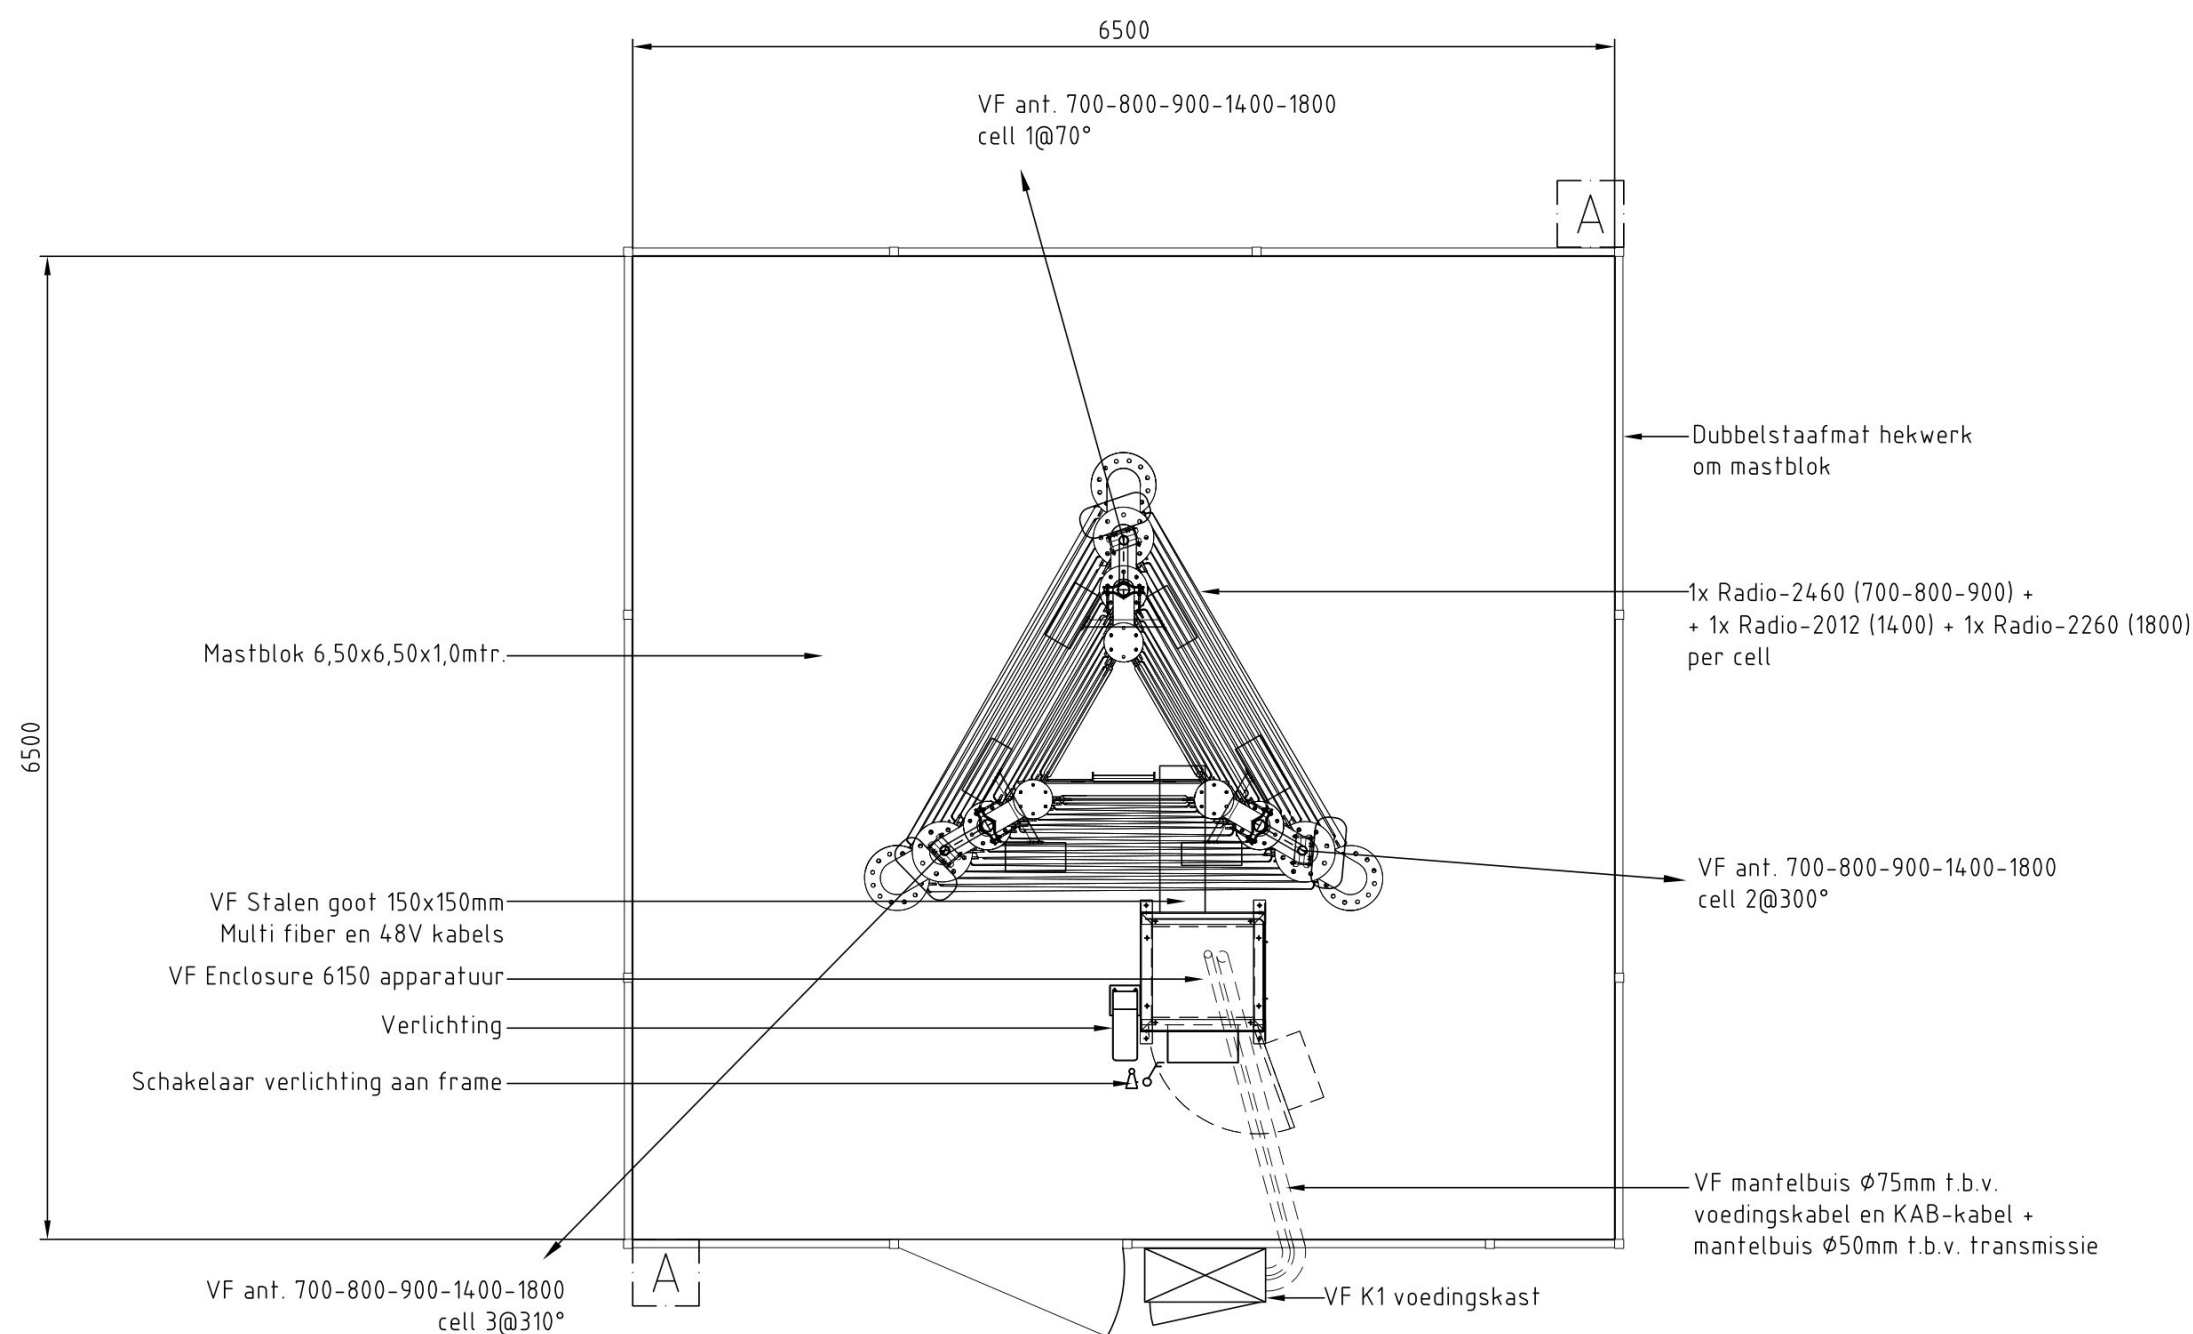 6500
VF ant. 700-800-900-1400-1800
cell 1@70°
A
Dubbelstaafmat hekwerk
om mastblok
1x Radio-2460 (700-800-900) +
+ 1x Radio-2012 (1400) + 1x Radio-2260 (1800)
per cell
Mastblok 6,50x6,50x1,0mtr.
6500
VF ant. 700-800-900-1400-1800
cell 2@300°
VF Stalen goot 150x150mm
Multi fiber en 48V kabels
VF Enclosure 6150 apparatuur
Verlichting
Schakelaar verlichting aan frame
VF mantelbuis Ø75mm t.b.v.
voedingskabel en KAB-kabel +
mantelbuis Ø50mm t.b.v. transmissie
A
VF ant. 700-800-900-1400-1800
cell 3@310°
VF K1 voedingskast